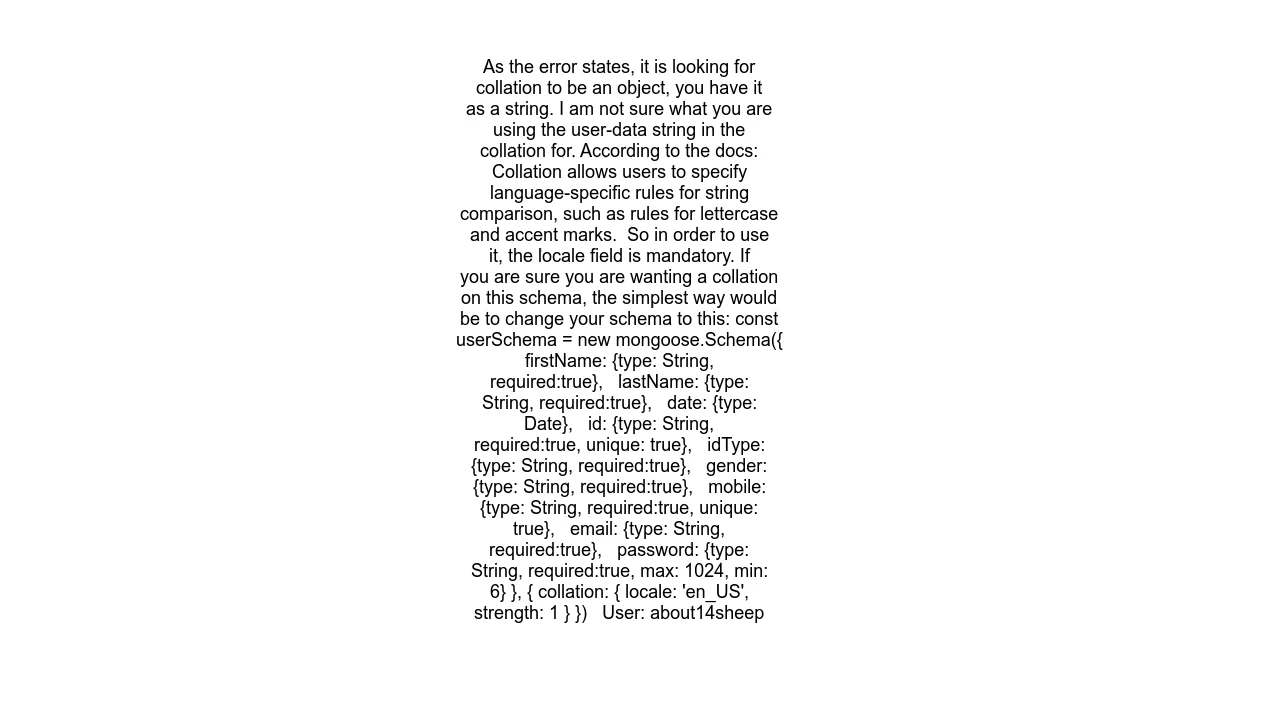 As the error states, it is looking for
collation to be an object, you have it
as a string. I am not sure what you are
using the user-data string in the
collation for. According to the docs:
Collation allows users to specify
language-specific rules for string
comparison, such as rules for lettercase
and accent marks.  So in order to use
it, the locale field is mandatory. If
you are sure you are wanting a collation
on this schema, the simplest way would
be to change your schema to this: const
userSchema = new mongoose.Schema({
firstName: {type: String,
required:true},   lastName: {type:
String, required:true},   date: {type:
Date},   id: {type: String,
required:true, unique: true},   idType:
{type: String, required:true},   gender:
{type: String, required:true},   mobile:
{type: String, required:true, unique:
true},   email: {type: String,
required:true},   password: {type:
String, required:true, max: 1024, min:
6} }, { collation: { locale: 'en_US',
strength: 1 } })   User: about14sheep